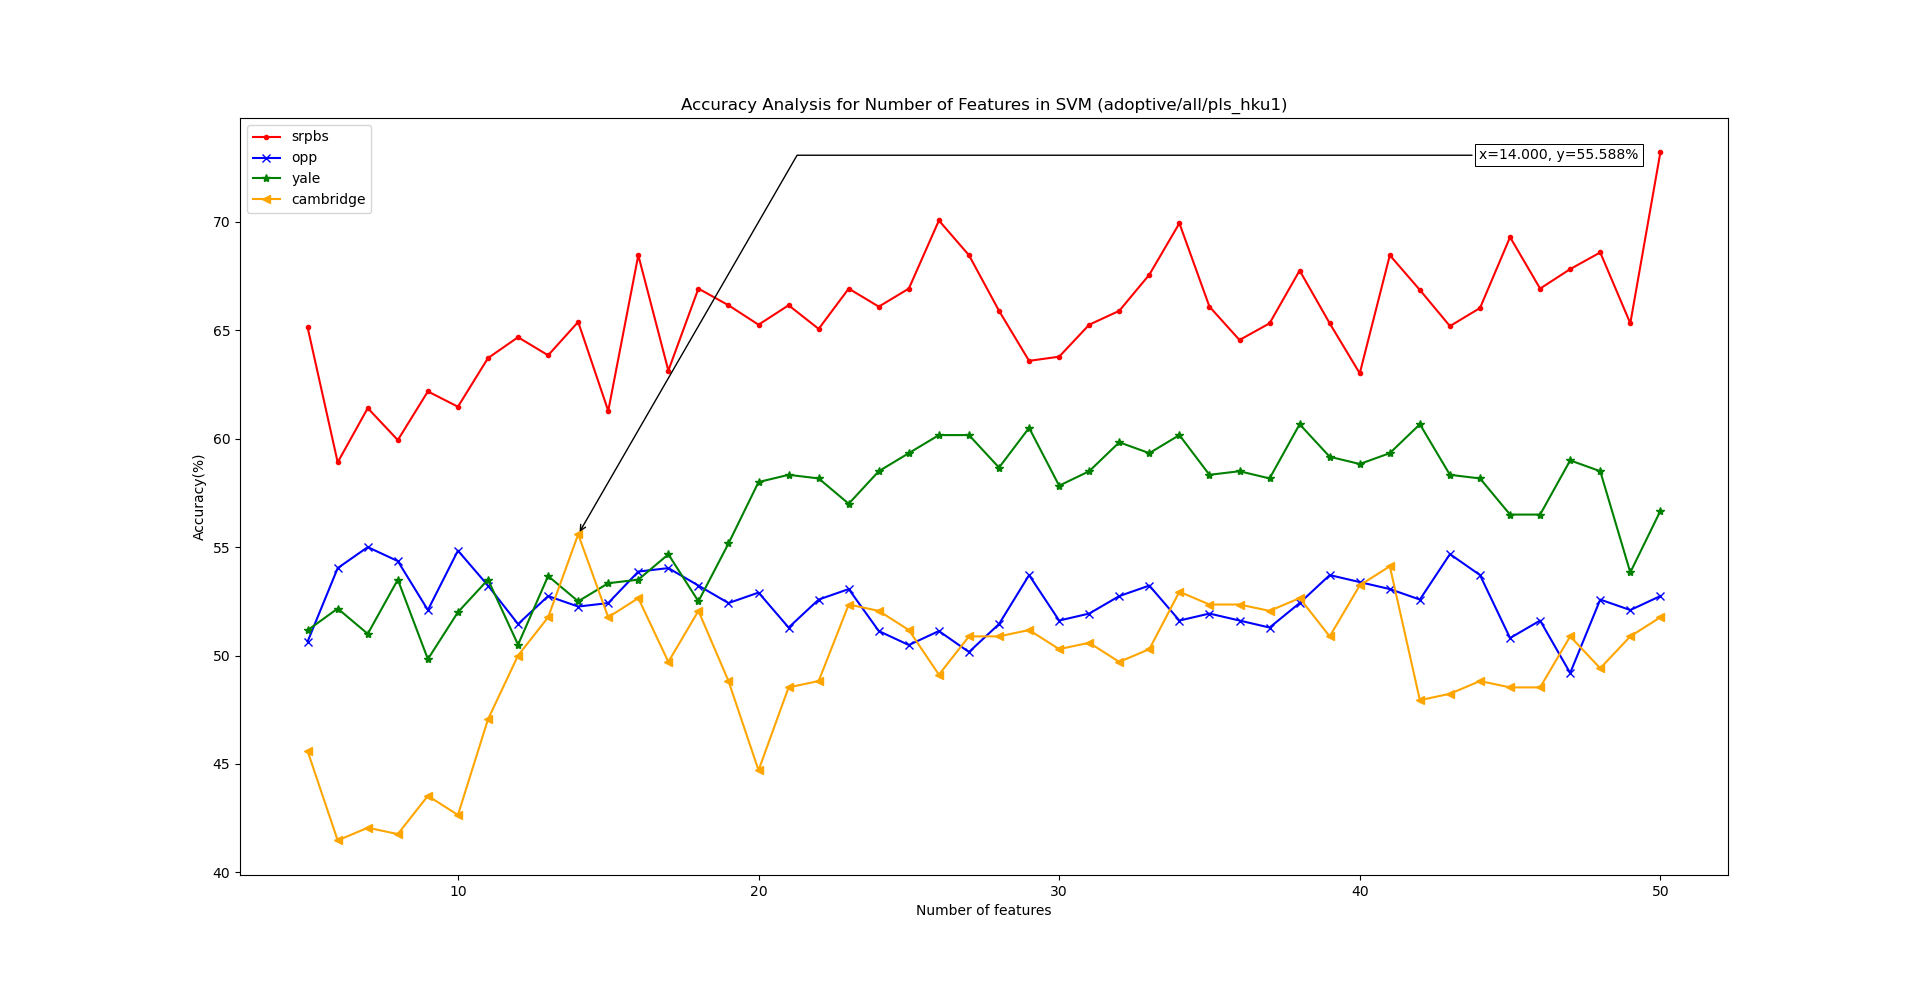 Accuracy Analysis for Number of Features in SVM (adoptive/all/pls_hku1)
srpbs
opp
yale
cambridge
x=14.000, y=55.588%
Accuracy(%)
70
65
60
55
50
45
40
10 20 30 40 50
Number of features